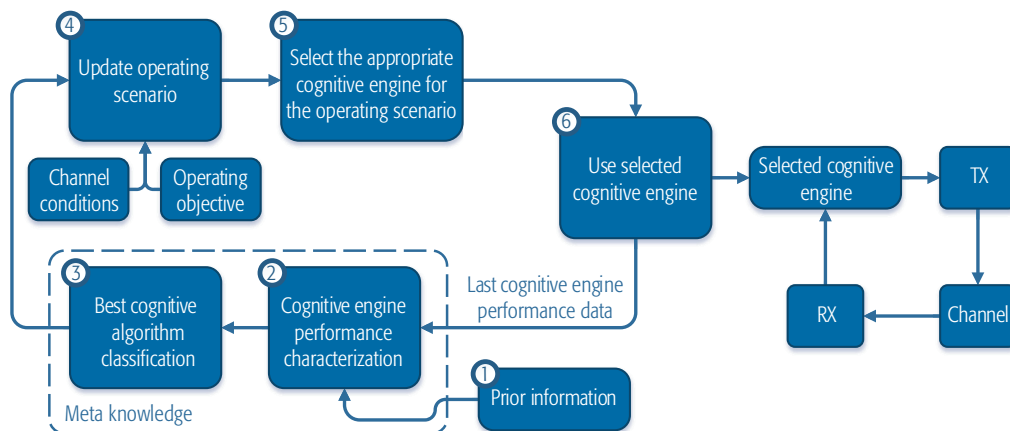 4
Update operating
scenario
5
Select the appropriate
cognitive engine for
the operating scenario
6
Use selected
cognitive engine
Selected cognitive
engine
TX
Channel
conditions
Operating
objective
3
Best cognitive
algorithm
classification
2
Cognitive engine
performance
characterization
Last cognitive engine
performance data
RX
Channel
1
Prior information
Meta knowledge